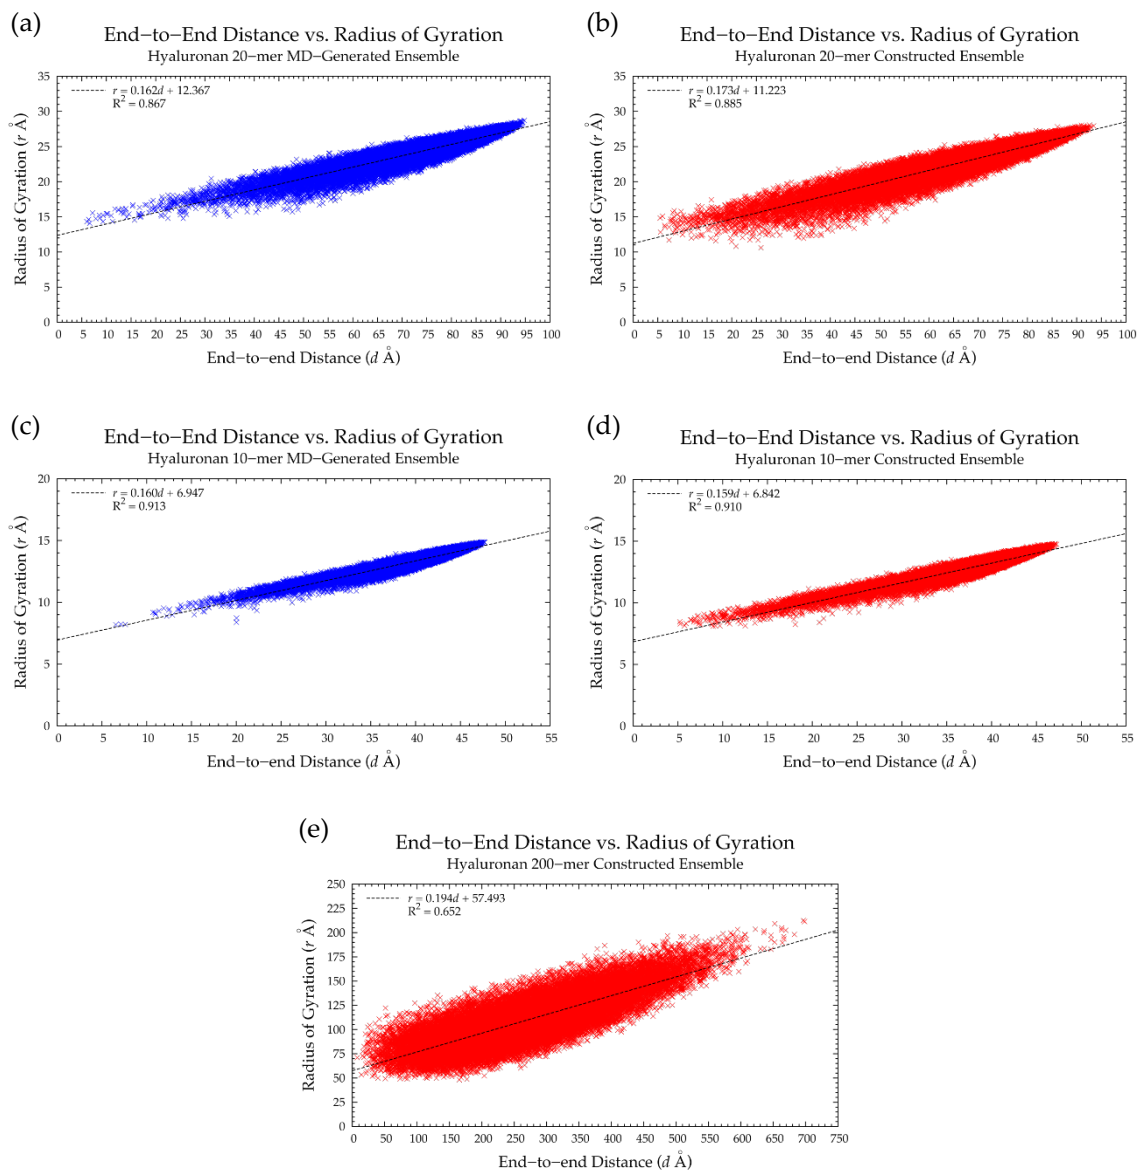 (a)
End−to−End Distance vs. Radius of Gyration
Hyaluronan 20−mer MD−Generated Ensemble
r = 0.162d + 12.367
R² = 0.867
35
30
25
20
15
10
5
0
Radius of Gyration (r Å)
0 5 10 15 20 25 30 35 40 45 50 55 60 65 70 75 80 85 90 95 100
End−to−end Distance (d Å)
(b)
End−to−End Distance vs. Radius of Gyration
Hyaluronan 20−mer Constructed Ensemble
r = 0.173d + 11.223
R² = 0.885
35
30
25
20
15
10
5
0
Radius of Gyration (r Å)
0 5 10 15 20 25 30 35 40 45 50 55 60 65 70 75 80 85 90 95 100
End−to−end Distance (d Å)
(c)
End−to−End Distance vs. Radius of Gyration
Hyaluronan 10−mer MD−Generated Ensemble
r = 0.160d + 6.947
R² = 0.913
20
15
10
5
0
Radius of Gyration (r Å)
0 5 10 15 20 25 30 35 40 45 50 55
End−to−end Distance (d Å)
(d)
End−to−End Distance vs. Radius of Gyration
Hyaluronan 10−mer Constructed Ensemble
r = 0.159d + 6.842
R² = 0.910
20
15
10
5
0
Radius of Gyration (r Å)
0 5 10 15 20 25 30 35 40 45 50 55
End−to−end Distance (d Å)
(e)
End−to−End Distance vs. Radius of Gyration
Hyaluronan 200−mer Constructed Ensemble
r = 0.194d + 57.493
R² = 0.652
250
225
200
175
150
125
100
75
50
25
0
Radius of Gyration (r Å)
0 50 100 150 200 250 300 350 400 450 500 550 600 650 700 750
End−to−end Distance (d Å)